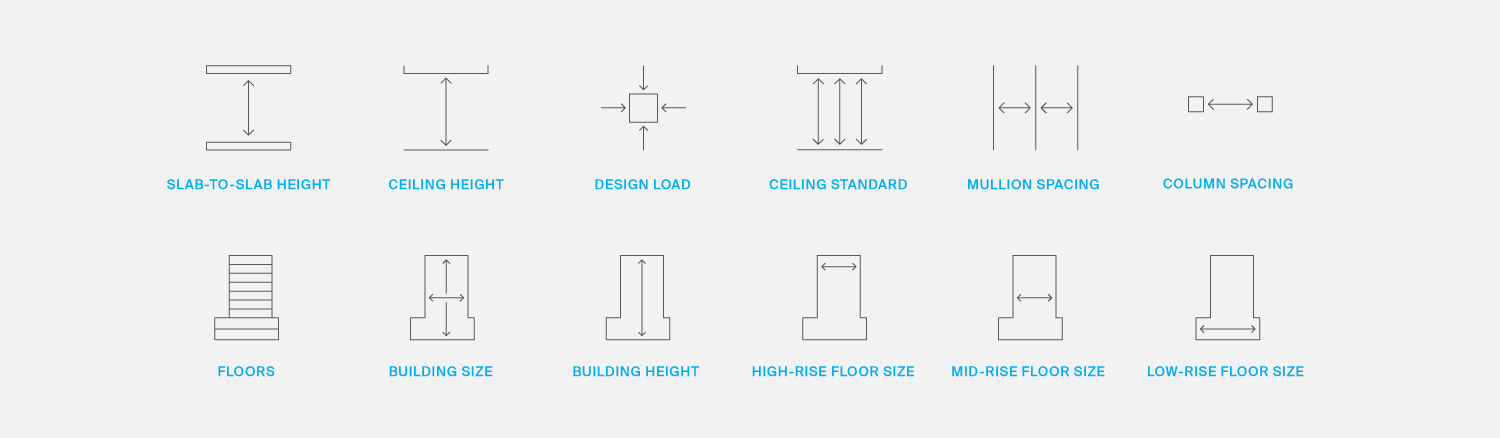 SLAB-TO-SLAB HEIGHT
CEILING HEIGHT
DESIGN LOAD
CEILING STANDARD
MULLION SPACING
COLUMN SPACING
FLOORS
BUILDING SIZE
BUILDING HEIGHT
HIGH-RISE FLOOR SIZE
MID-RISE FLOOR SIZE
LOW-RISE FLOOR SIZE